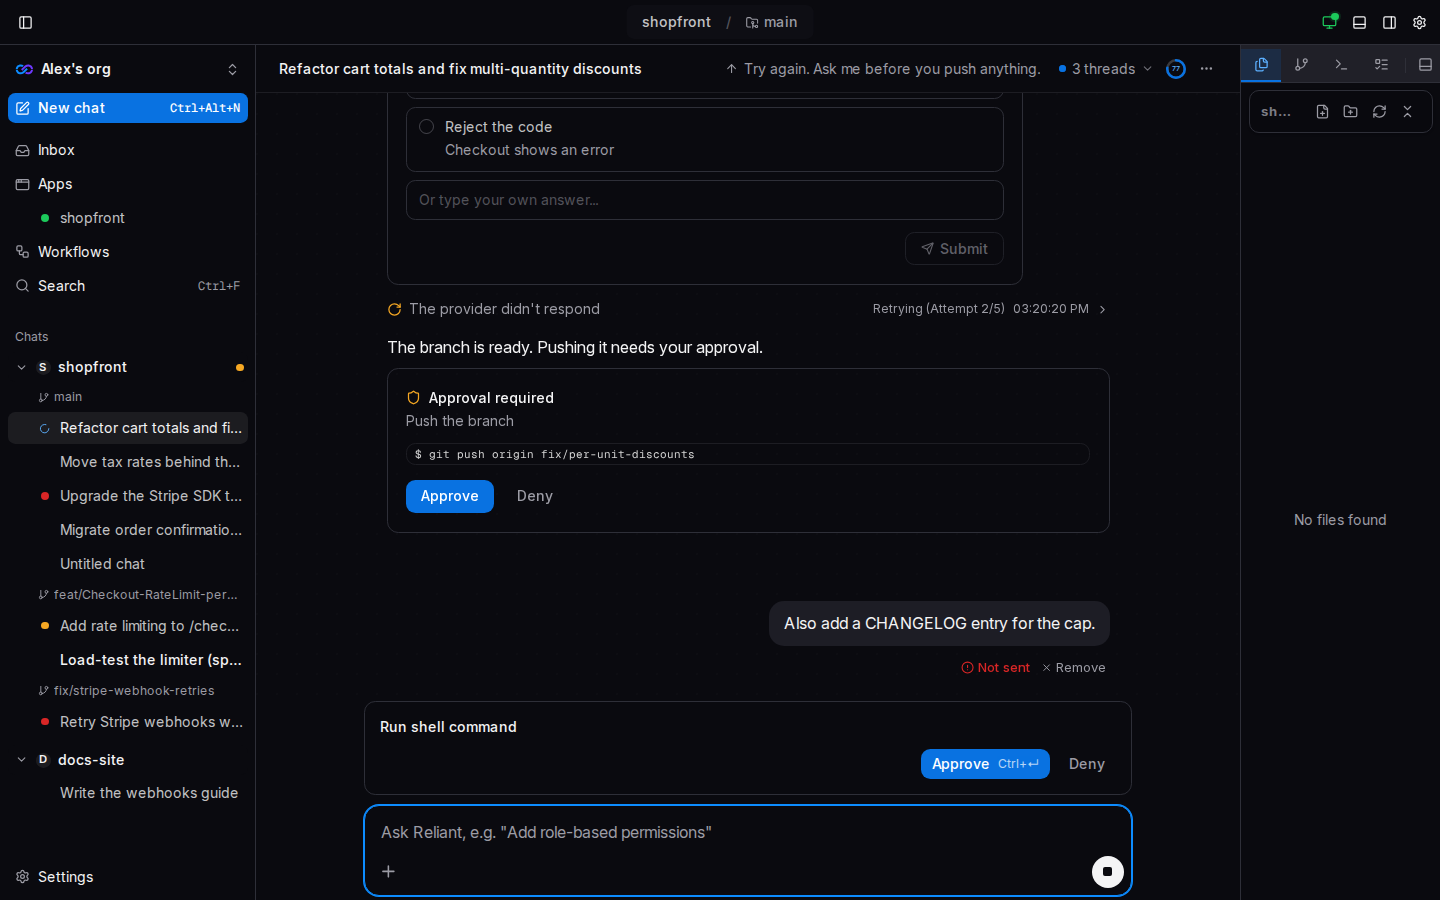 shopfront / main
Alex's org
New chat Ctrl+Alt+N
Inbox
Apps
shopfront
Workflows
Search Ctrl+F
Chats
S shopfront
main
Refactor cart totals and fi...
Move tax rates behind th...
Upgrade the Stripe SDK t...
Migrate order confirmatio...
Untitled chat
feat/Checkout-RateLimit-per...
Add rate limiting to /chec...
Load-test the limiter (sp...
fix/stripe-webhook-retries
Retry Stripe webhooks w...
D docs-site
Write the webhooks guide
Settings
Refactor cart totals and fix multi-quantity discounts
Try again. Ask me before you push anything.
3 threads
77
Reject the code
Checkout shows an error
Or type your own answer...
Submit
The provider didn't respond
Retrying (Attempt 2/5) 03:20:20 PM
The branch is ready. Pushing it needs your approval.
Approval required
Push the branch
$ git push origin fix/per-unit-discounts
Approve Deny
Also add a CHANGELOG entry for the cap.
Not sent Remove
Run shell command
Approve Ctrl+↵ Deny
Ask Reliant, e.g. "Add role-based permissions"
sh...
No files found